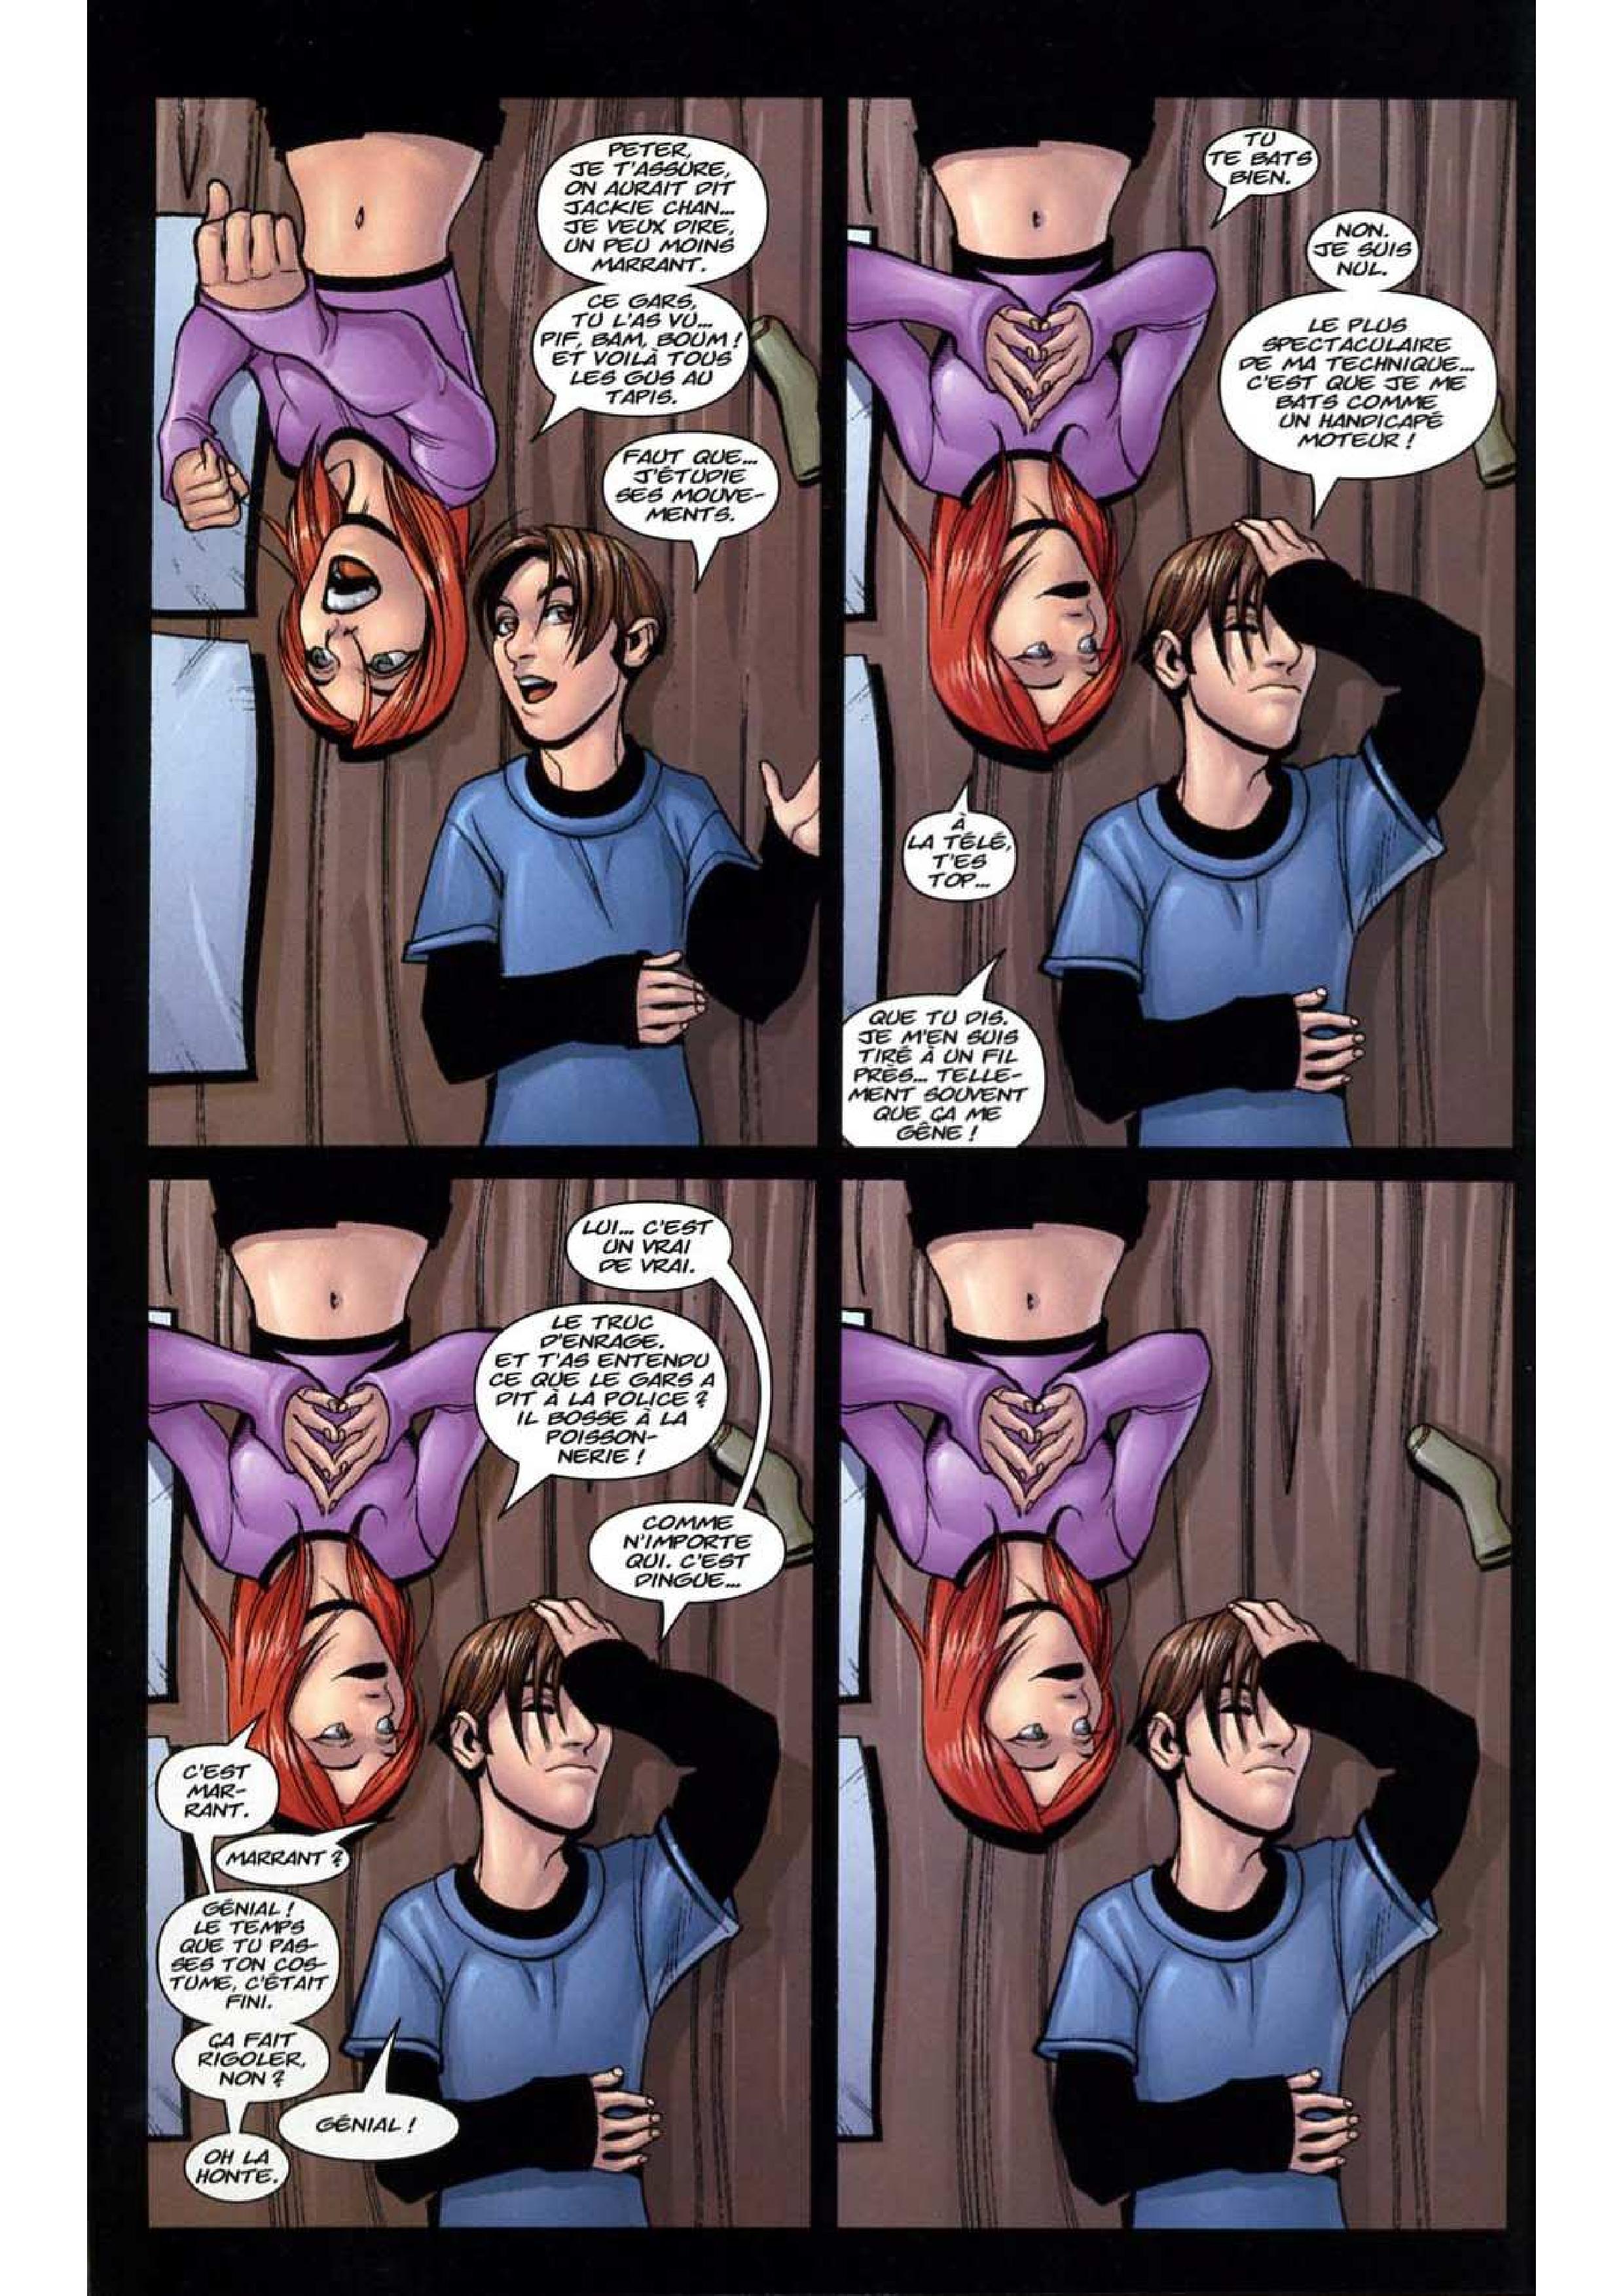 PETER,
JE T'ASSURE,
ON AURAIT DIT
JACKIE CHAN...
JE VEUX DIRE,
UN PEU MOINS
MARRANT.
CE GARS,
TU L'AS VU...
PIF, BAM, BOUM !
ET VOILÀ TOUS
LES GUS AU
TAPIS.
FAUT QUE...
J'ÉTUDIE
SES MOUVE-
MENTS.
TU
TE BATS
BIEN.
NON.
JE SUIS
NUL.
LE PLUS
SPECTACULAIRE
DE MA TECHNIQUE...
C'EST QUE JE ME
BATS COMME
UN HANDICAPÉ
MOTEUR !
À
LA TÉLÉ,
T'ES
TOP...
QUE TU DIS.
JE M'EN SUIS
TIRÉ À UN FIL
PRÈS... TELLE-
MENT SOUVENT
QUE ÇA ME
GÊNE !
LUI... C'EST
UN VRAI
DE VRAI.
LE TRUC
D'ENRAGE.
ET T'AS ENTENDU
CE QUE LE GARS A
DIT À LA POLICE ?
IL BOSSE À LA
POISSON-
NERIE !
COMME
N'IMPORTE
QUI. C'EST
DINGUE...
C'EST
MAR-
RANT.
MARRANT ?
GÉNIAL !
LE TEMPS
QUE TU PAS-
SES TON COS-
TUME, C'ÉTAIT
FINI.
ÇA FAIT
RIGOLER,
NON ?
GÉNIAL !
OH LA
HONTE.